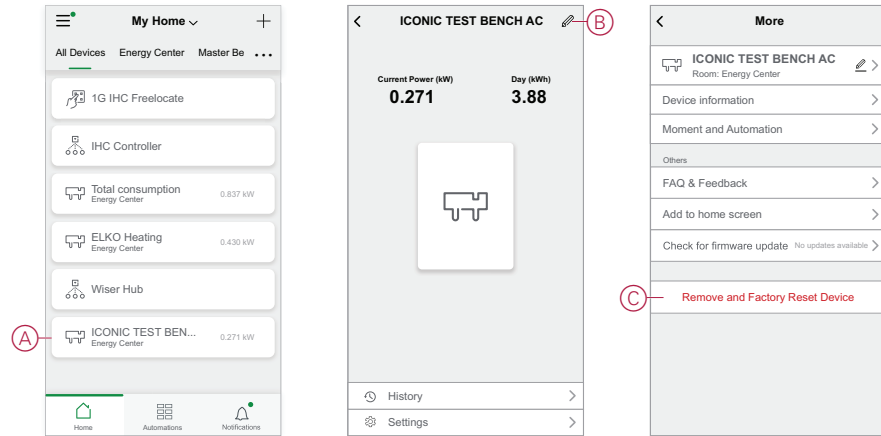 My Home
All Devices Energy Center Master Be ...
1G IHC Freelocate
IHC Controller
Total consumption
Energy Center
0.837 kW
ELKO Heating
Energy Center
0.430 kW
Wiser Hub
ICONIC TEST BEN...
Energy Center
0.271 kW
Home Automations Notifications
A
ICONIC TEST BENCH AC
B
Current Power (kW) Day (kWh)
0.271 3.88
History
Settings
More
ICONIC TEST BENCH AC
Room: Energy Center
Device information
Moment and Automation
Others
FAQ & Feedback
Add to home screen
Check for firmware update No updates available
C
Remove and Factory Reset Device